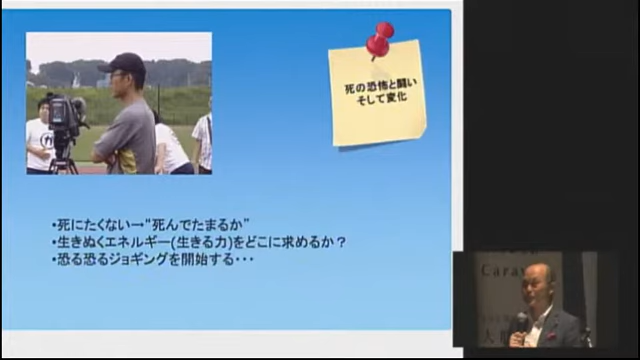 死の恐怖と闘い
そして変化
・死にたくない→“死んでたまるか”
・生きぬくエネルギー(生きる力)をどこに求めるか？
・恐る恐るジョギングを開始する・・・